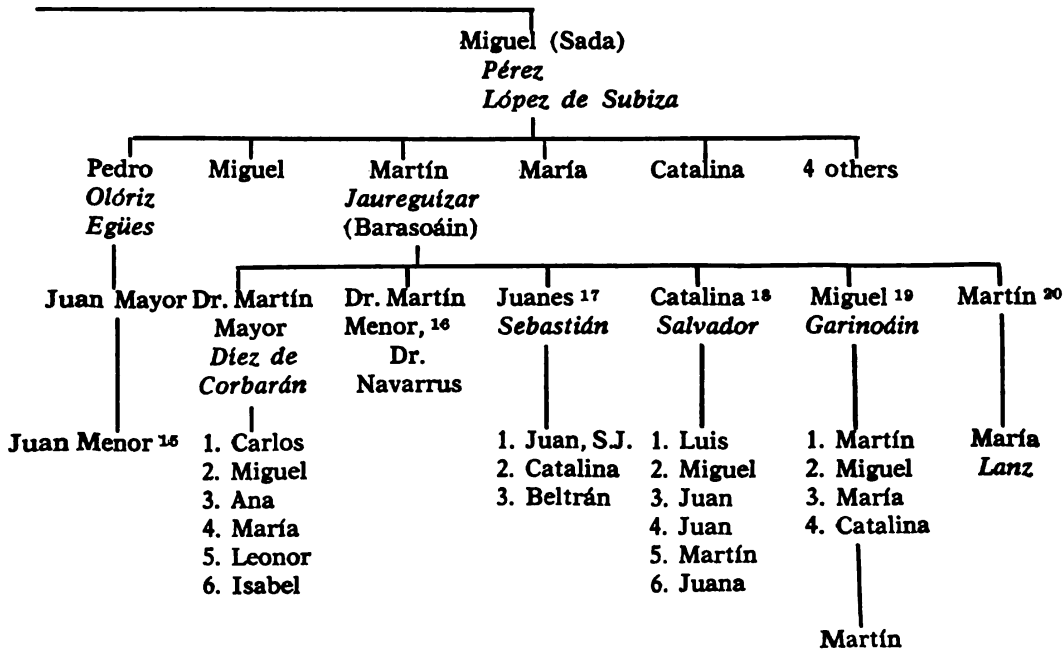 Miguel (Sada)
Pérez
López de Subiza
Pedro Miguel Martín María Catalina 4 others
Olóriz Jaureguízar
Egües (Barasoáin)
Juan Mayor Dr. Martín Dr. Martín Juanes 17 Catalina 18 Miguel 19 Martín 20
Mayor Menor, 16 Sebastián Salvador Garinoáin
Díez de Dr.
Corbarán Navarrus
Juan Menor 15 1. Carlos 1. Juan, S.J. 1. Luis 1. Martín María
2. Miguel 2. Catalina 2. Miguel 2. Miguel Lanz
3. Ana 3. Beltrán 3. Juan 3. María
4. María 4. Juan 4. Catalina
5. Leonor 5. Martín
6. Isabel 6. Juana
Martín